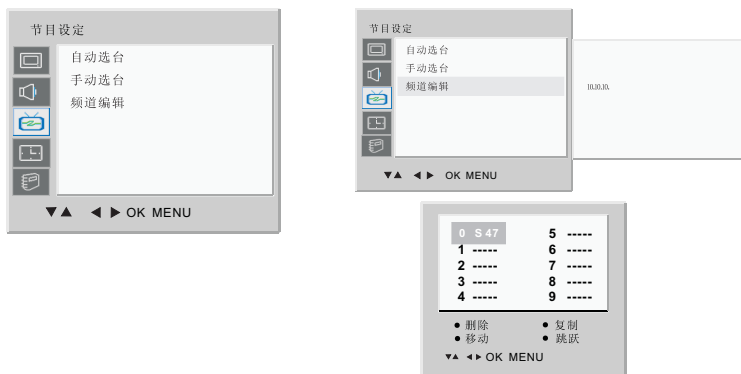 节目设定
自动选台
手动选台
频道编辑
▼▲ ◀ ▶ OK MENU
节目设定
自动选台
手动选台
频道编辑
10.10.10.
▼▲ ◀ ▶ OK MENU
0 S 47 5 -----
1 ----- 6 -----
2 ----- 7 -----
3 ----- 8 -----
4 ----- 9 -----
● 删除 ● 复制
● 移动 ● 跳跃
▼▲ ◀▶ OK MENU